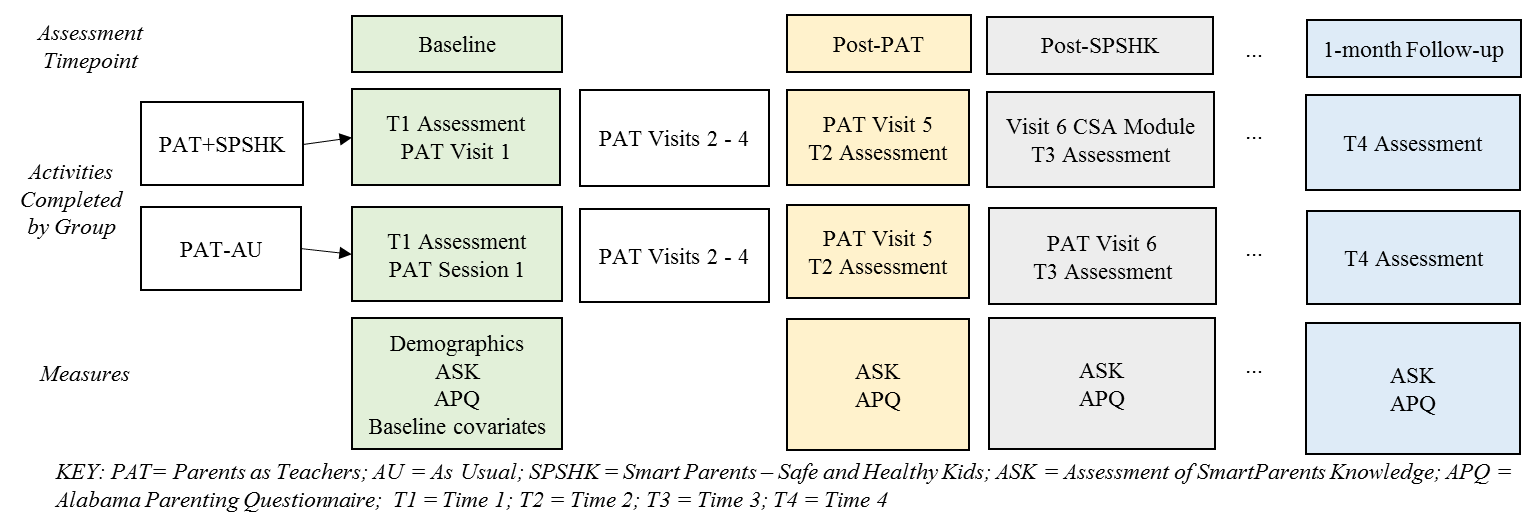 Assessment
Timepoint
Baseline
Post-PAT
Post-SPSHK
...
1-month Follow-up
Activities
Completed
by Group
PAT+SPSHK
T1 Assessment
PAT Visit 1
PAT Visits 2 - 4
PAT Visit 5
T2 Assessment
Visit 6 CSA Module
T3 Assessment
...
T4 Assessment
PAT-AU
T1 Assessment
PAT Session 1
PAT Visits 2 - 4
PAT Visit 5
T2 Assessment
PAT Visit 6
T3 Assessment
...
T4 Assessment
Measures
Demographics
ASK
APQ
Baseline covariates
ASK
APQ
ASK
APQ
...
ASK
APQ
KEY: PAT= Parents as Teachers; AU = As Usual; SPSHK = Smart Parents – Safe and Healthy Kids; ASK = Assessment of SmartParents Knowledge; APQ =
Alabama Parenting Questionnaire; T1 = Time 1; T2 = Time 2; T3 = Time 3; T4 = Time 4